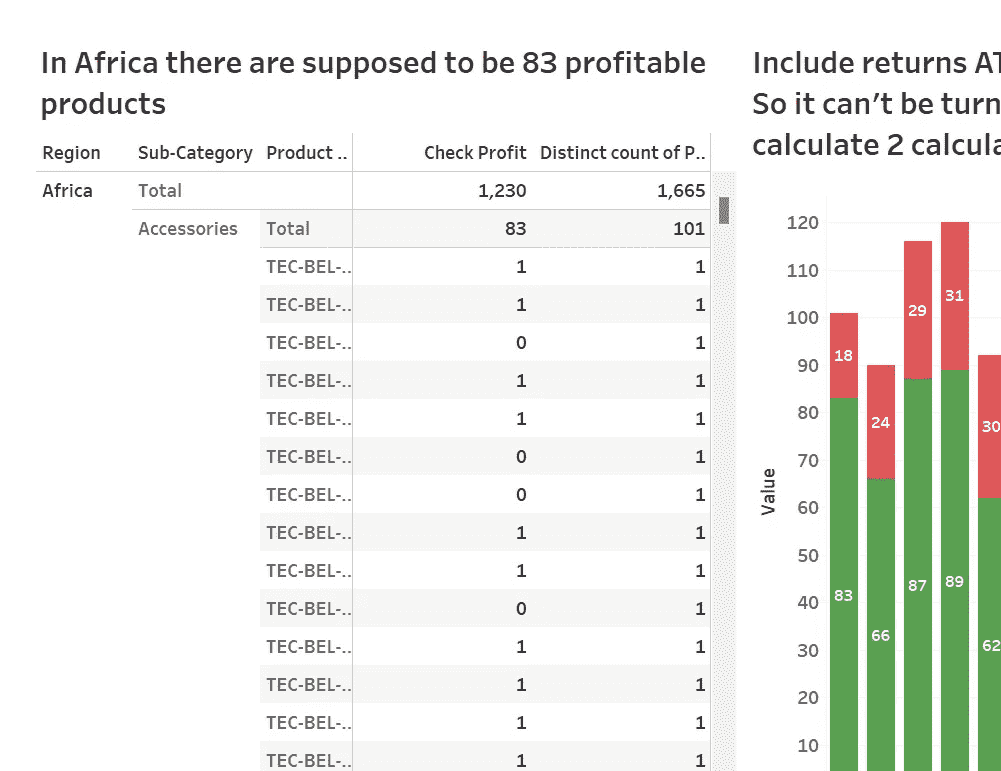 In Africa there are supposed to be 83 profitable
products
Region Sub-Category Product .. Check Profit Distinct count of P..
Africa Total 1,230 1,665
Accessories Total 83 101
TEC-BEL-.. 1 1
TEC-BEL-.. 1 1
TEC-BEL-.. 0 1
TEC-BEL-.. 1 1
TEC-BEL-.. 1 1
TEC-BEL-.. 0 1
TEC-BEL-.. 0 1
TEC-BEL-.. 1 1
TEC-BEL-.. 1 1
TEC-BEL-.. 0 1
TEC-BEL-.. 1 1
TEC-BEL-.. 1 1
TEC-BEL-.. 1 1
TEC-BEL-.. 1 1
Include returns AT
So it can't be turn
calculate 2 calcula
120
110
100
90
80
70
60
50
40
30
20
10
Value
18
24
29
31
30
83
66
87
89
62